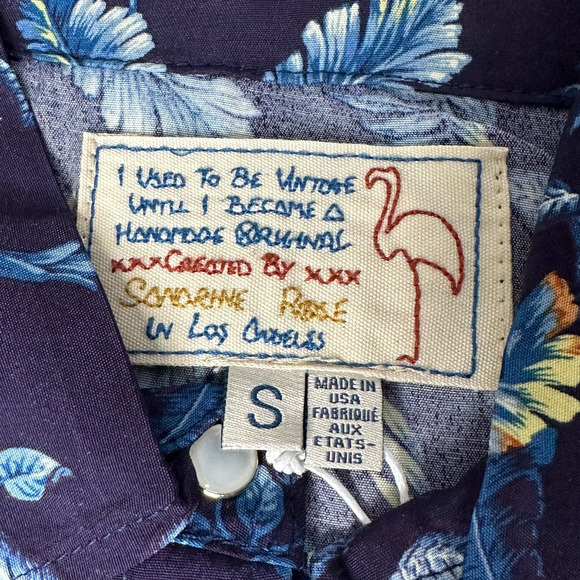 I USED TO BE VINTAGE
UNTIL I BECAME A
HANDMADE ORIGINAL
xxxCREATED BY xxx
SANDRINE ROSE
IN LOS ANGELES
S
MADE IN
USA
FABRIQUÉ
AUX
ETATS-
UNIS